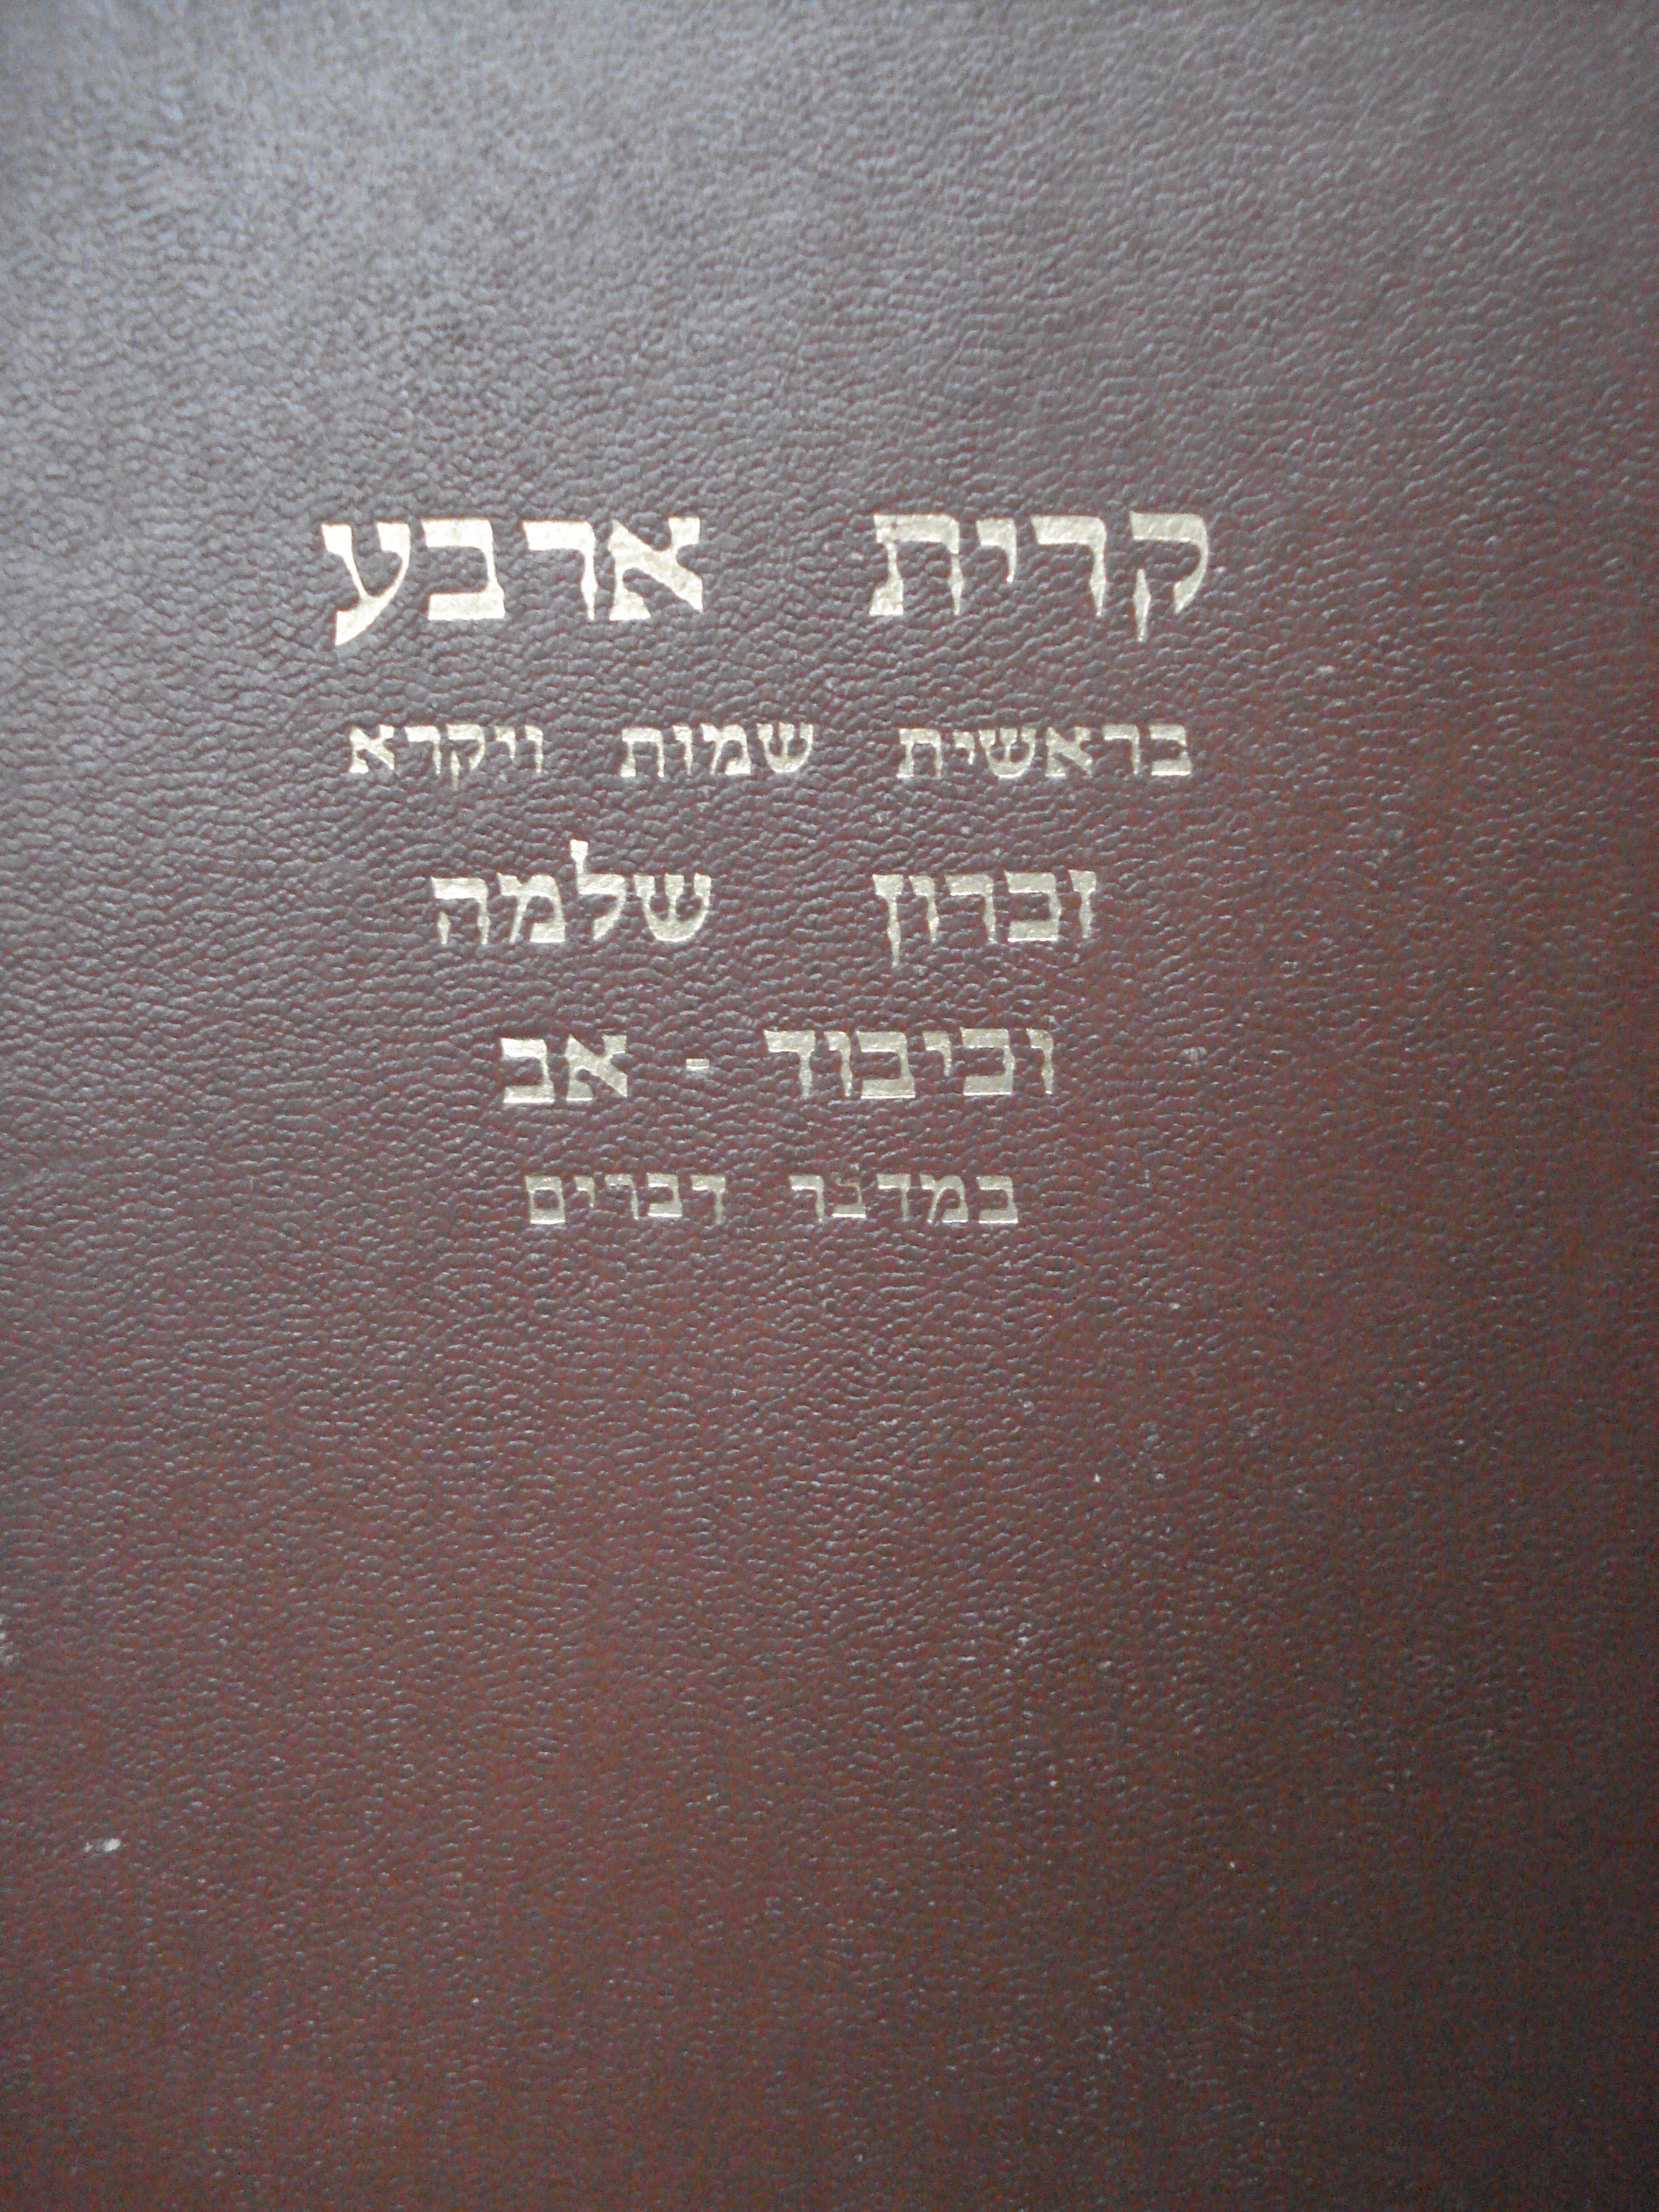 קרית ארבע
בראשית שמות ויקרא
זכרון שלמה
וכיבוד - אב
במדבר דברים